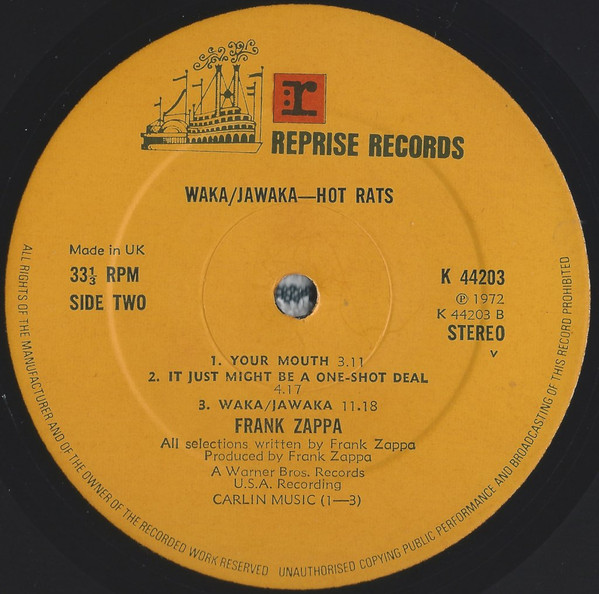 r:
REPRISE RECORDS
WAKA/JAWAKA—HOT RATS
Made in UK
33⅓ RPM
SIDE TWO
K 44203
℗ 1972
K 44203 B
STEREO
V
1. YOUR MOUTH 3.11
2. IT JUST MIGHT BE A ONE-SHOT DEAL
4.17
3. WAKA/JAWAKA 11.18
FRANK ZAPPA
All selections written by Frank Zappa
Produced by Frank Zappa
A Warner Bros. Records
U.S.A. Recording
CARLIN MUSIC (1—3)
ALL RIGHTS OF THE MANUFACTURER AND OF THE OWNER OF THE RECORDED WORK RESERVED UNAUTHORISED COPYING PUBLIC PERFORMANCE AND BROADCASTING OF THIS RECORD PROHIBITED